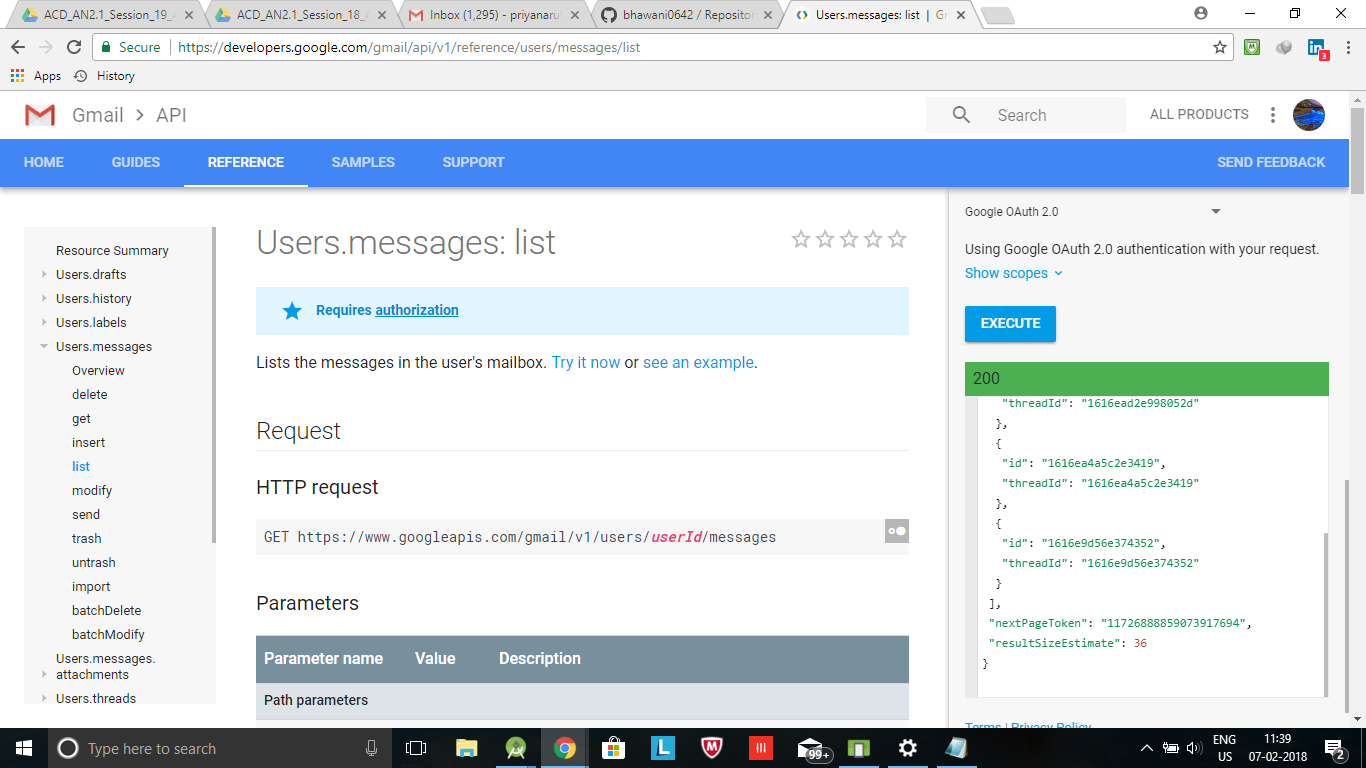 ACD_AN2.1_Session_19_A
ACD_AN2.1_Session_18_A
Inbox (1,295) - priyanaru
bhawani0642 / Repositor
Users.messages: list | G
Secure
https://developers.google.com/gmail/api/v1/reference/users/messages/list
3
Apps
History
Gmail > API
Search
ALL PRODUCTS
HOME
GUIDES
REFERENCE
SAMPLES
SUPPORT
SEND FEEDBACK
Resource Summary
Users.drafts
Users.history
Users.labels
Users.messages
Overview
delete
get
insert
list
modify
send
trash
untrash
import
batchDelete
batchModify
Users.messages.
attachments
Users.threads
Users.messages: list
Requires authorization
Lists the messages in the user's mailbox. Try it now or see an example.
Request
HTTP request
GET https://www.googleapis.com/gmail/v1/users/userId/messages
Parameters
Parameter name Value Description
Path parameters
Google OAuth 2.0
Using Google OAuth 2.0 authentication with your request.
Show scopes
EXECUTE
200
"threadId": "1616ead2e998052d"
},
{
"id": "1616ea4a5c2e3419",
"threadId": "1616ea4a5c2e3419"
},
{
"id": "1616e9d56e374352",
"threadId": "1616e9d56e374352"
}
],
"nextPageToken": "11726888859073917694",
"resultSizeEstimate": 36
}
Terms | Privacy Policy
Type here to search
L
99+
ENG
US
11:39
07-02-2018
2